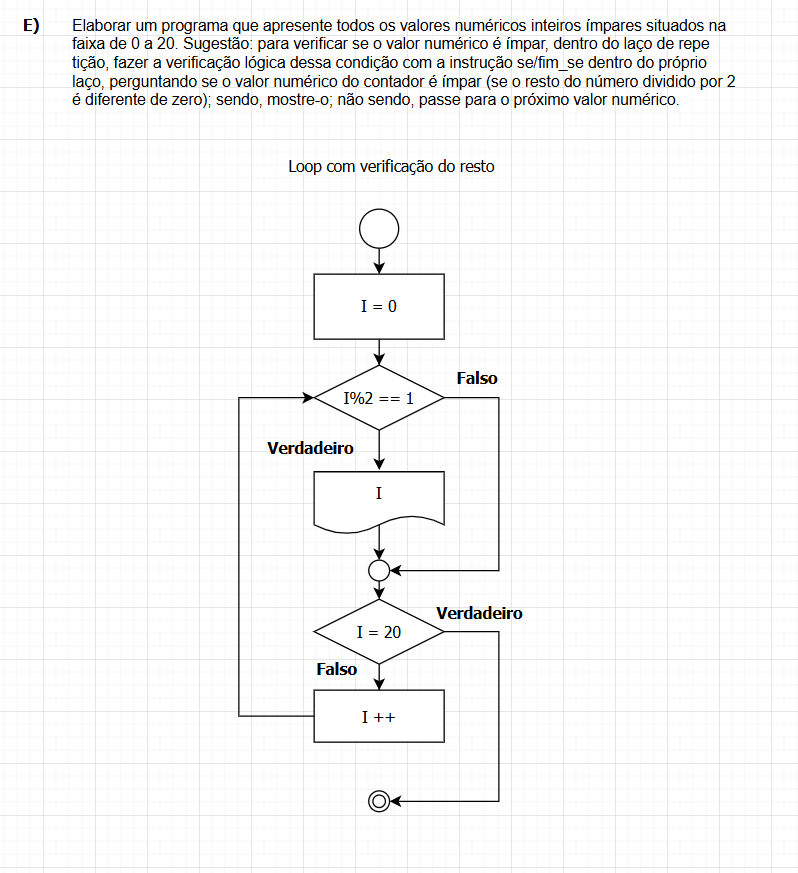 E) Elaborar um programa que apresente todos os valores numéricos inteiros ímpares situados na
faixa de 0 a 20. Sugestão: para verificar se o valor numérico é ímpar, dentro do laço de repe
tição, fazer a verificação lógica dessa condição com a instrução se/fim_se dentro do próprio
laço, perguntando se o valor numérico do contador é ímpar (se o resto do número dividido por 2
é diferente de zero); sendo, mostre-o; não sendo, passe para o próximo valor numérico.
Loop com verificação do resto
I = 0
Falso
I%2 == 1
Verdadeiro
I
Verdadeiro
I = 20
Falso
I ++